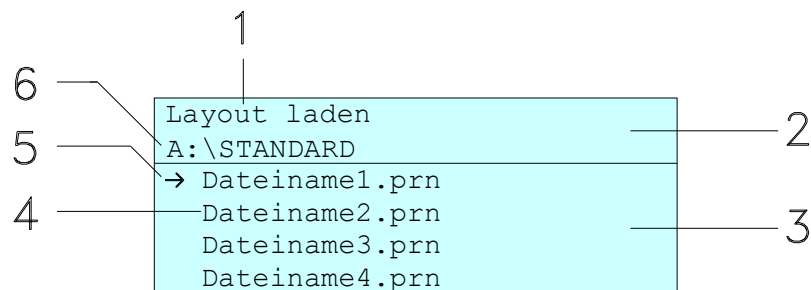 1
6
Layout laden
2
A:\STANDARD
5
→ Dateiname1.prn
4
Dateiname2.prn
3
Dateiname3.prn
Dateiname4.prn